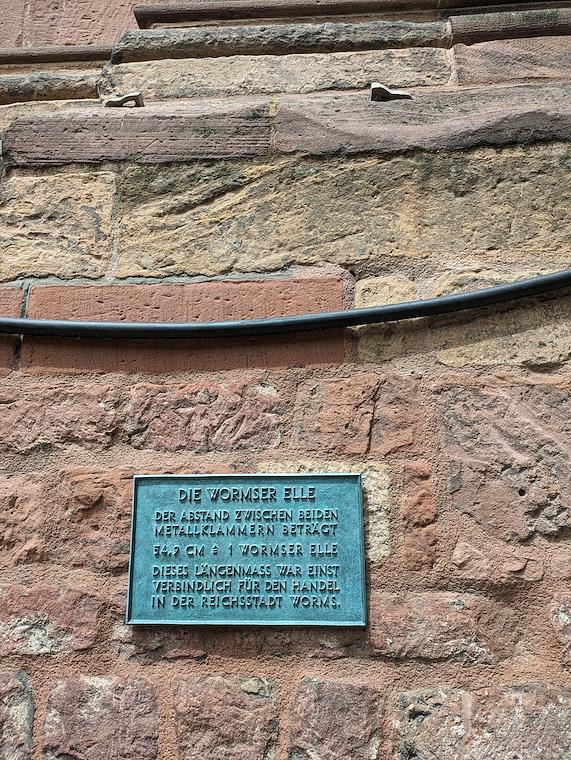 DIE WORMSER ELLE
DER ABSTAND ZWISCHEN BEIDEN
METALLKLAMMERN BETRÄGT
54,9 CM ≙ 1 WORMSER ELLE
DIESES LÄNGENMASS WAR EINST
VERBINDLICH FÜR DEN HANDEL
IN DER REICHSSTADT WORMS.